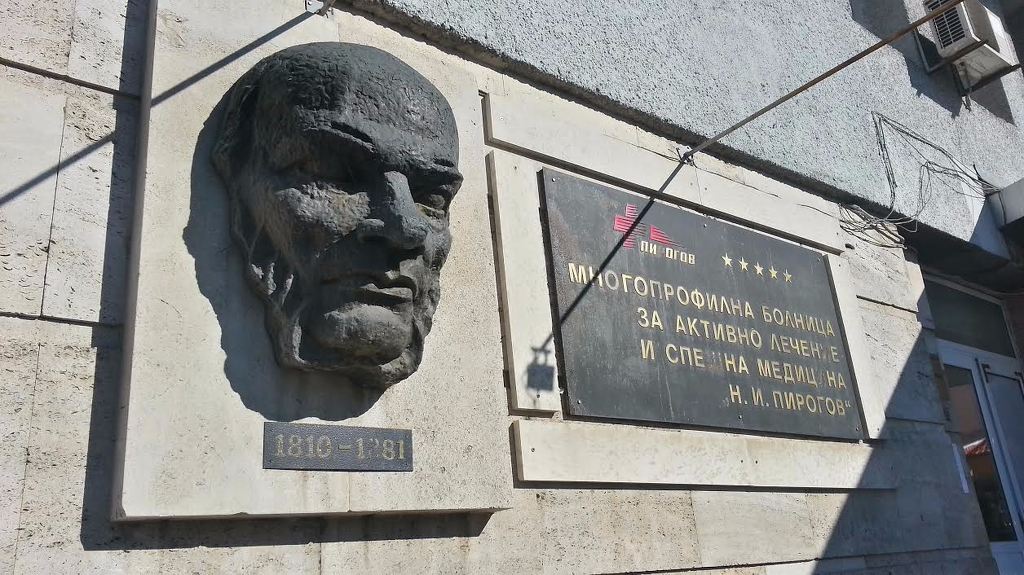 1810-1881
ПИРОГОВ
МНОГОПРОФИЛНА БОЛНИЦА
ЗА АКТИВНО ЛЕЧЕНИЕ
И СПЕШНА МЕДИЦИНА
Н. И. ПИРОГОВ"